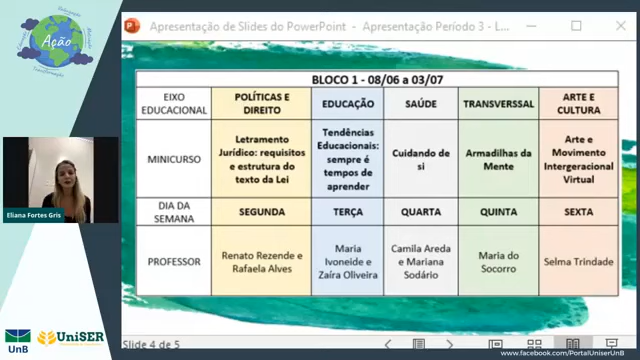 Apresentação de Slides do PowerPoint - Apresentação Período 3 - L...
Ação
BLOCO 1 - 08/06 a 03/07
EIXO EDUCACIONAL
POLÍTICAS E DIREITO
EDUCAÇÃO
SAÚDE
TRANSVERSSAL
ARTE E CULTURA
MINICURSO
Letramento
Jurídico: requisitos
e estrutura do
texto da Lei
Tendências
Educacionais:
sempre é
tempos de
aprender
Cuidando de
si
Armadilhas da
Mente
Arte e
Movimento
Intergeracional
Virtual
DIA DA
SEMANA
SEGUNDA
TERÇA
QUARTA
QUINTA
SEXTA
PROFESSOR
Renato Rezende e
Rafaela Alves
Maria
Ivoneide e
Zaíra Oliveira
Camila Areda
e Mariana
Sodário
Maria do
Socorro
Selma Trindade
Eliana Fortes Gris
Slide 4 de 5
UnB
UniSER
www.facebook.com/PortalUniserUnB